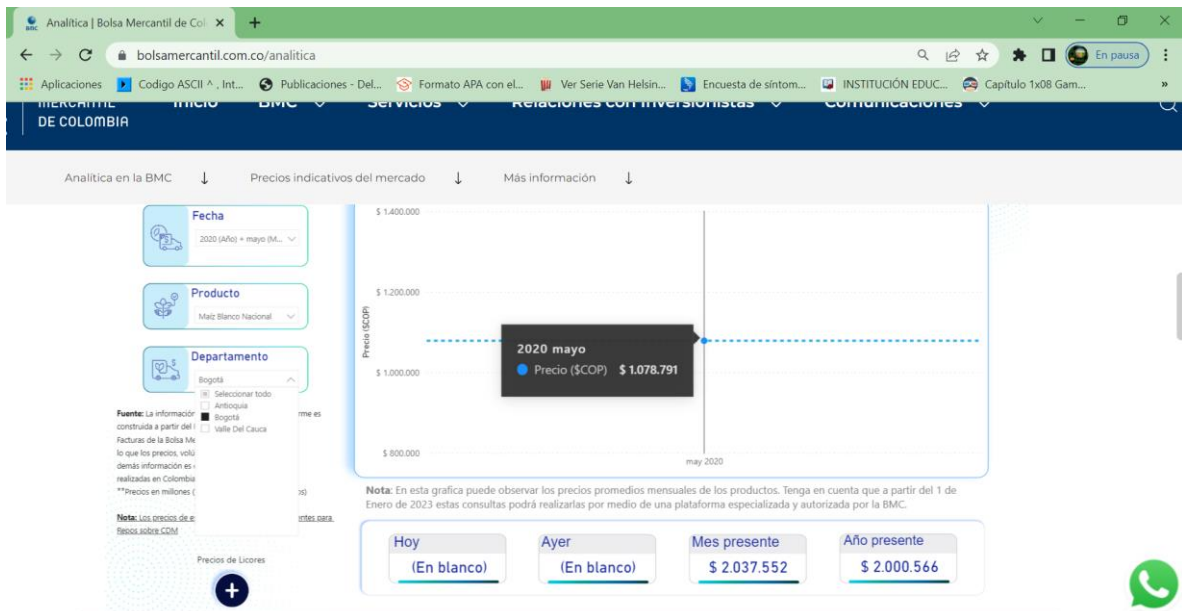 Analítica | Bolsa Mercantil de Col
bolsamercantil.com.co/analitica
En pausa
Aplicaciones
Codigo ASCII ^ , Int...
Publicaciones - Del...
Formato APA con el...
Ver Serie Van Helsin...
Encuesta de síntom...
INSTITUCIÓN EDUC...
Capítulo 1x08 Gam...
»
MERCANTIL
DE COLOMBIA
Inicio
BMC
Servicios
Relaciones con inversionistas
Comunicaciones
Analítica en la BMC ↓
Precios indicativos del mercado ↓
Más información ↓
Fecha
2020 (Año) + mayo (M...
Producto
Maíz Blanco Nacional
Departamento
Bogotá
Seleccionar todo
Antioquia
Bogotá
Valle Del Cauca
Fuente: La información
rme es
construida a partir del
Facturas de la Bolsa Me
lo que los precios, volú
demás información es
realizadas en Colombia
**Precios en millones (
os)
Nota: Los precios de e
entes para
Repos sobre CDM
Precios de Licores
+
Precio ($COP)
$ 1.400.000
$ 1.200.000
$ 1.000.000
$ 800.000
2020 mayo
Precio ($COP) $ 1.078.791
may 2020
Nota: En esta grafica puede observar los precios promedios mensuales de los productos. Tenga en cuenta que a partir del 1 de
Enero de 2023 estas consultas podrá realizarlas por medio de una plataforma especializada y autorizada por la BMC.
Hoy
(En blanco)
Ayer
(En blanco)
Mes presente
$ 2.037.552
Año presente
$ 2.000.566